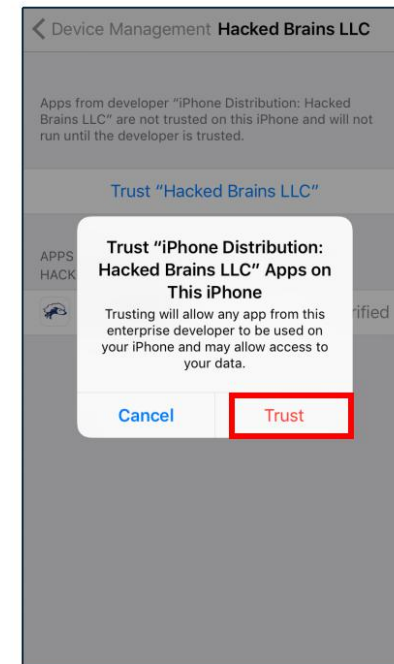 Device Management Hacked Brains LLC
Apps from developer “iPhone Distribution: Hacked
Brains LLC” are not trusted on this iPhone and will not
run until the developer is trusted.
Trust “Hacked Brains LLC”
APPS
HACK
Trust “iPhone Distribution:
Hacked Brains LLC” Apps on
This iPhone
Trusting will allow any app from this
enterprise developer to be used on
your iPhone and may allow access to
your data.
rified
Cancel Trust